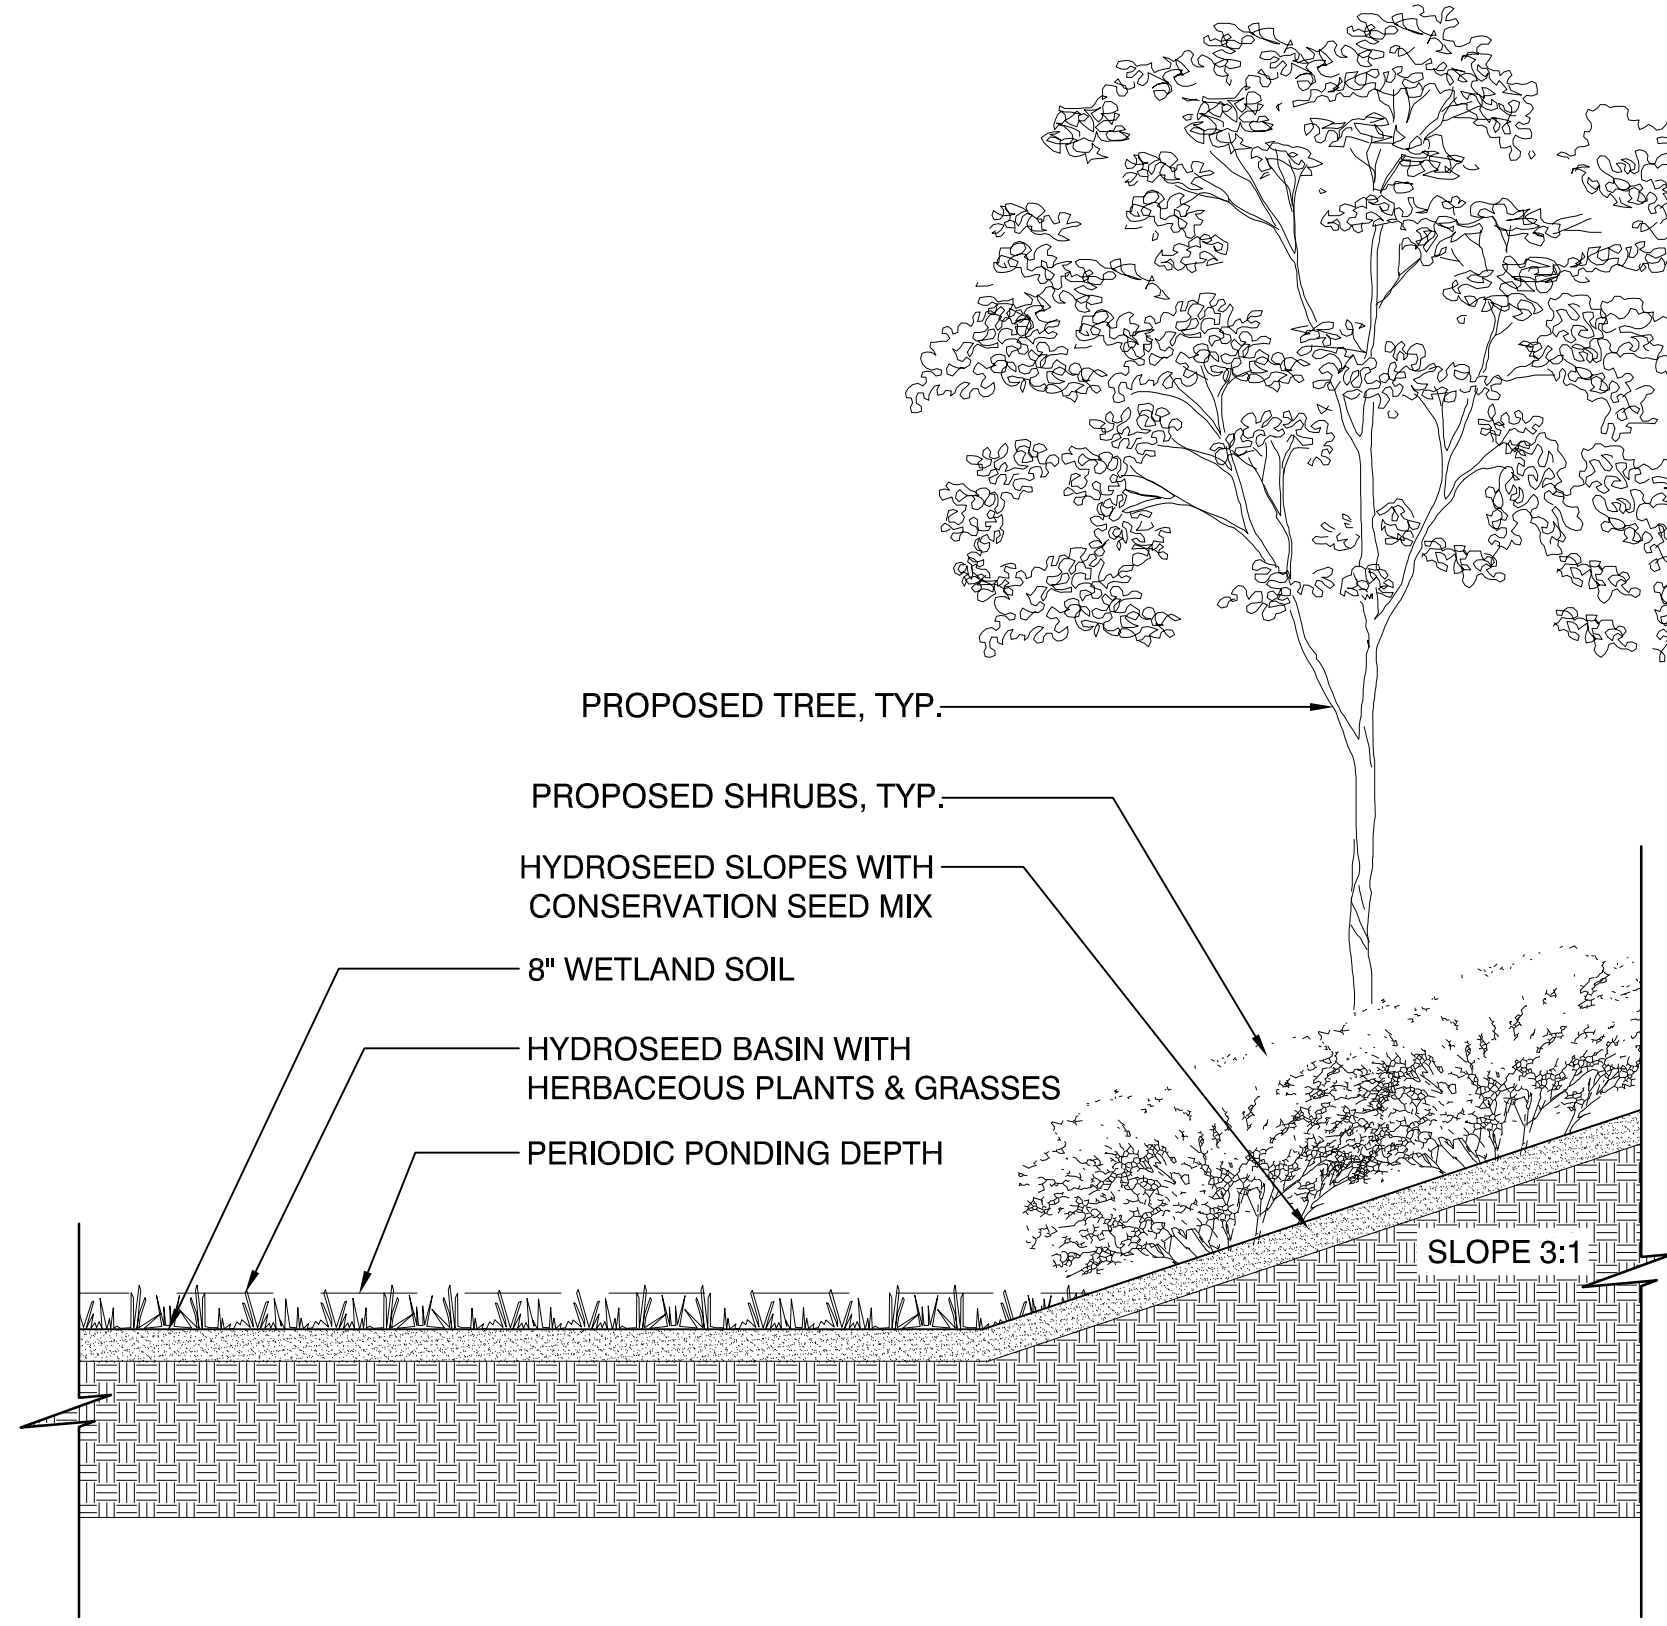 PROPOSED TREE, TYP.
PROPOSED SHRUBS, TYP.
HYDROSEED SLOPES WITH
CONSERVATION SEED MIX
8" WETLAND SOIL
HYDROSEED BASIN WITH
HERBACEOUS PLANTS & GRASSES
PERIODIC PONDING DEPTH
SLOPE 3:1